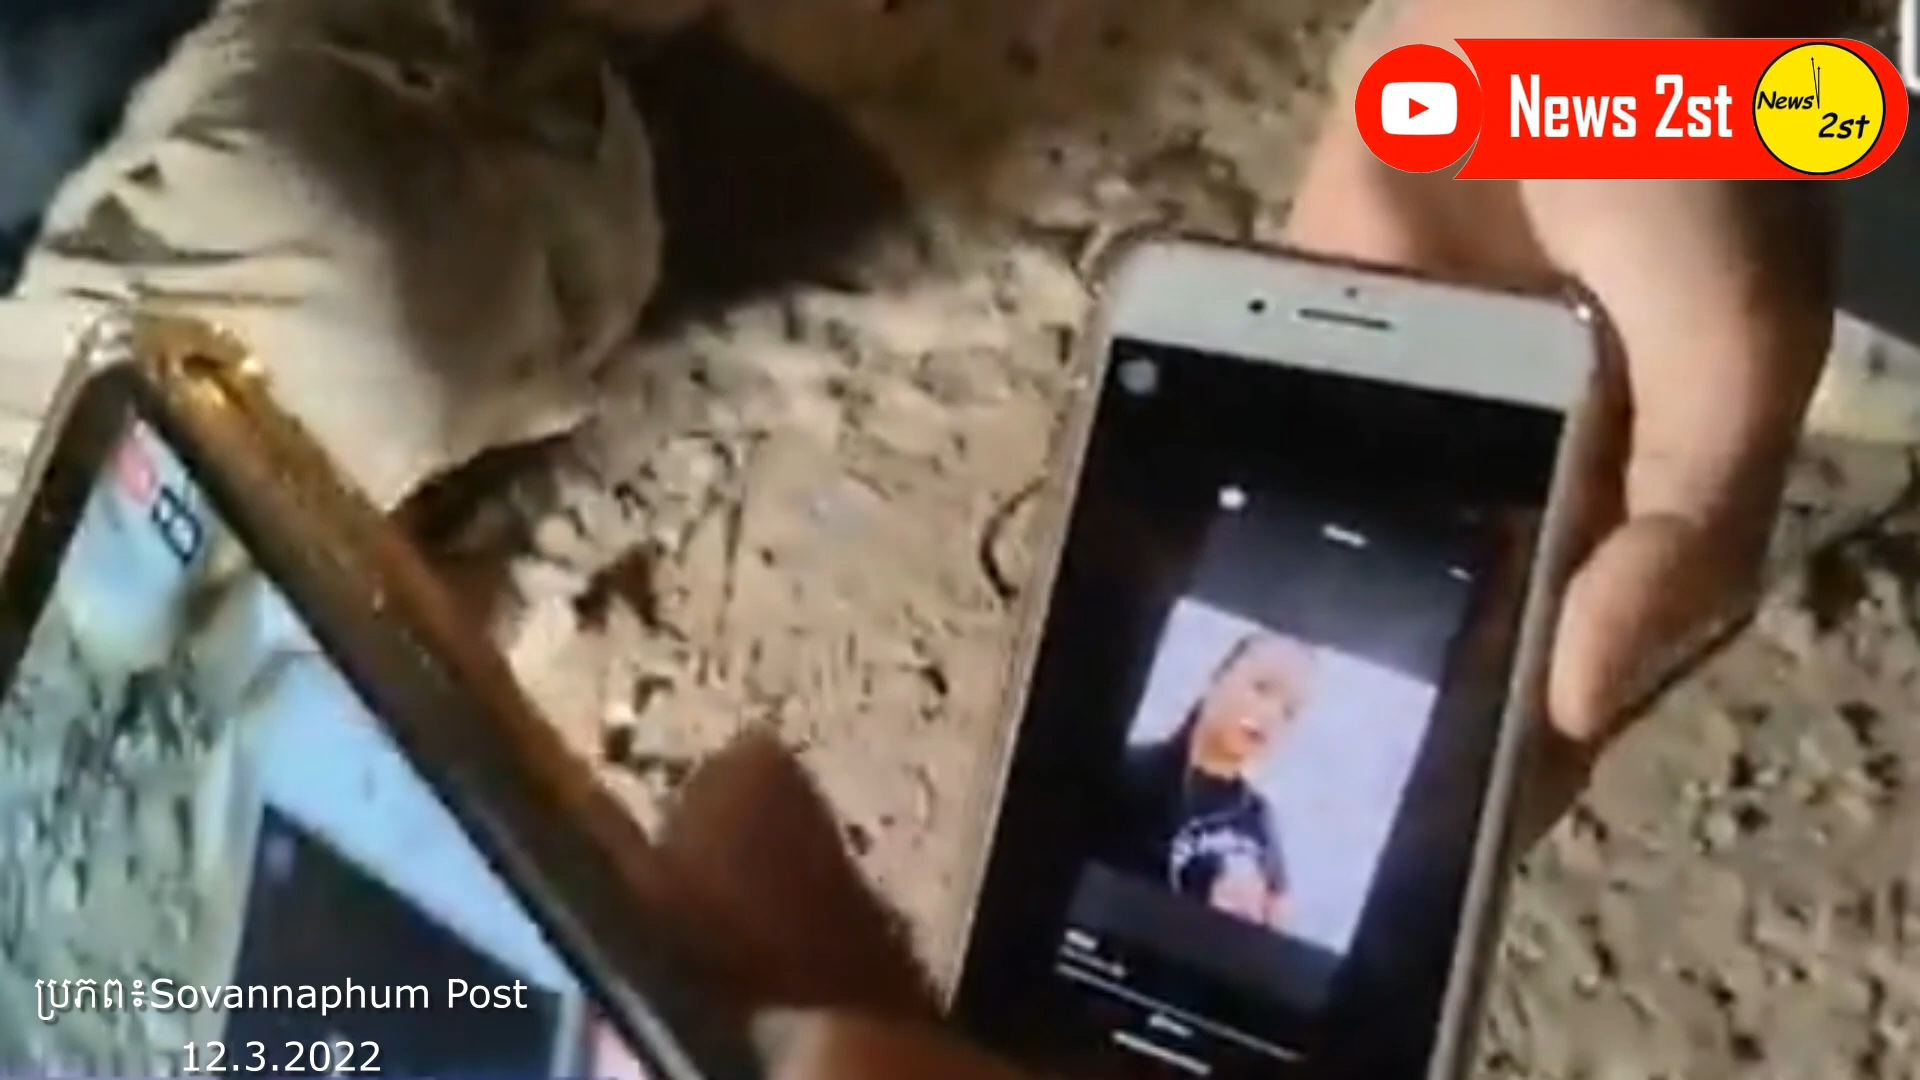 News 2st
News
2st
ប្រភព៖Sovannaphum Post
12.3.2022